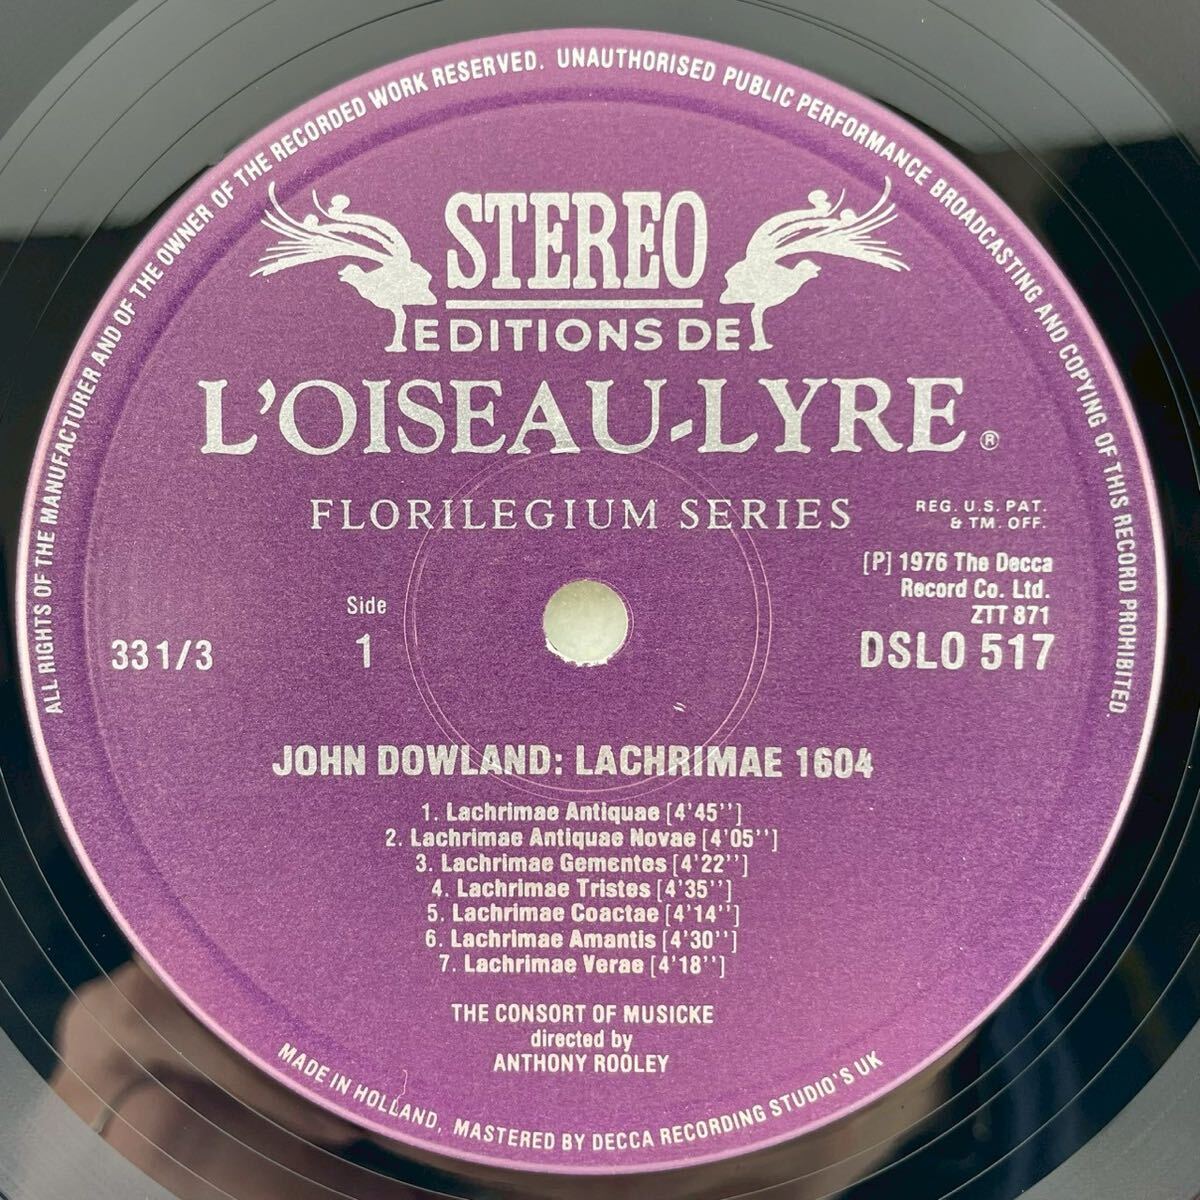 ALL RIGHTS OF THE MANUFACTURER AND OF THE OWNER OF THE RECORDED WORK RESERVED. UNAUTHORISED PUBLIC PERFORMANCE BROADCASTING AND COPYING OF THIS RECORD PROHIBITED.
STEREO
EDITIONS DE
L'OISEAU-LYRE ®
FLORILEGIUM SERIES
REG. U.S. PAT.
& TM. OFF.
[P] 1976 The Decca
Record Co. Ltd.
ZTT 871
DSLO 517
Side
1
33 1/3
JOHN DOWLAND: LACHRIMAE 1604
1. Lachrimae Antiquae [4'45'']
2. Lachrimae Antiquae Novae [4'05'']
3. Lachrimae Gementes [4'22'']
4. Lachrimae Tristes [4'35'']
5. Lachrimae Coactae [4'14'']
6. Lachrimae Amantis [4'30'']
7. Lachrimae Verae [4'18'']
THE CONSORT OF MUSICKE
directed by
ANTHONY ROOLEY
MADE IN HOLLAND, MASTERED BY DECCA RECORDING STUDIO'S UK